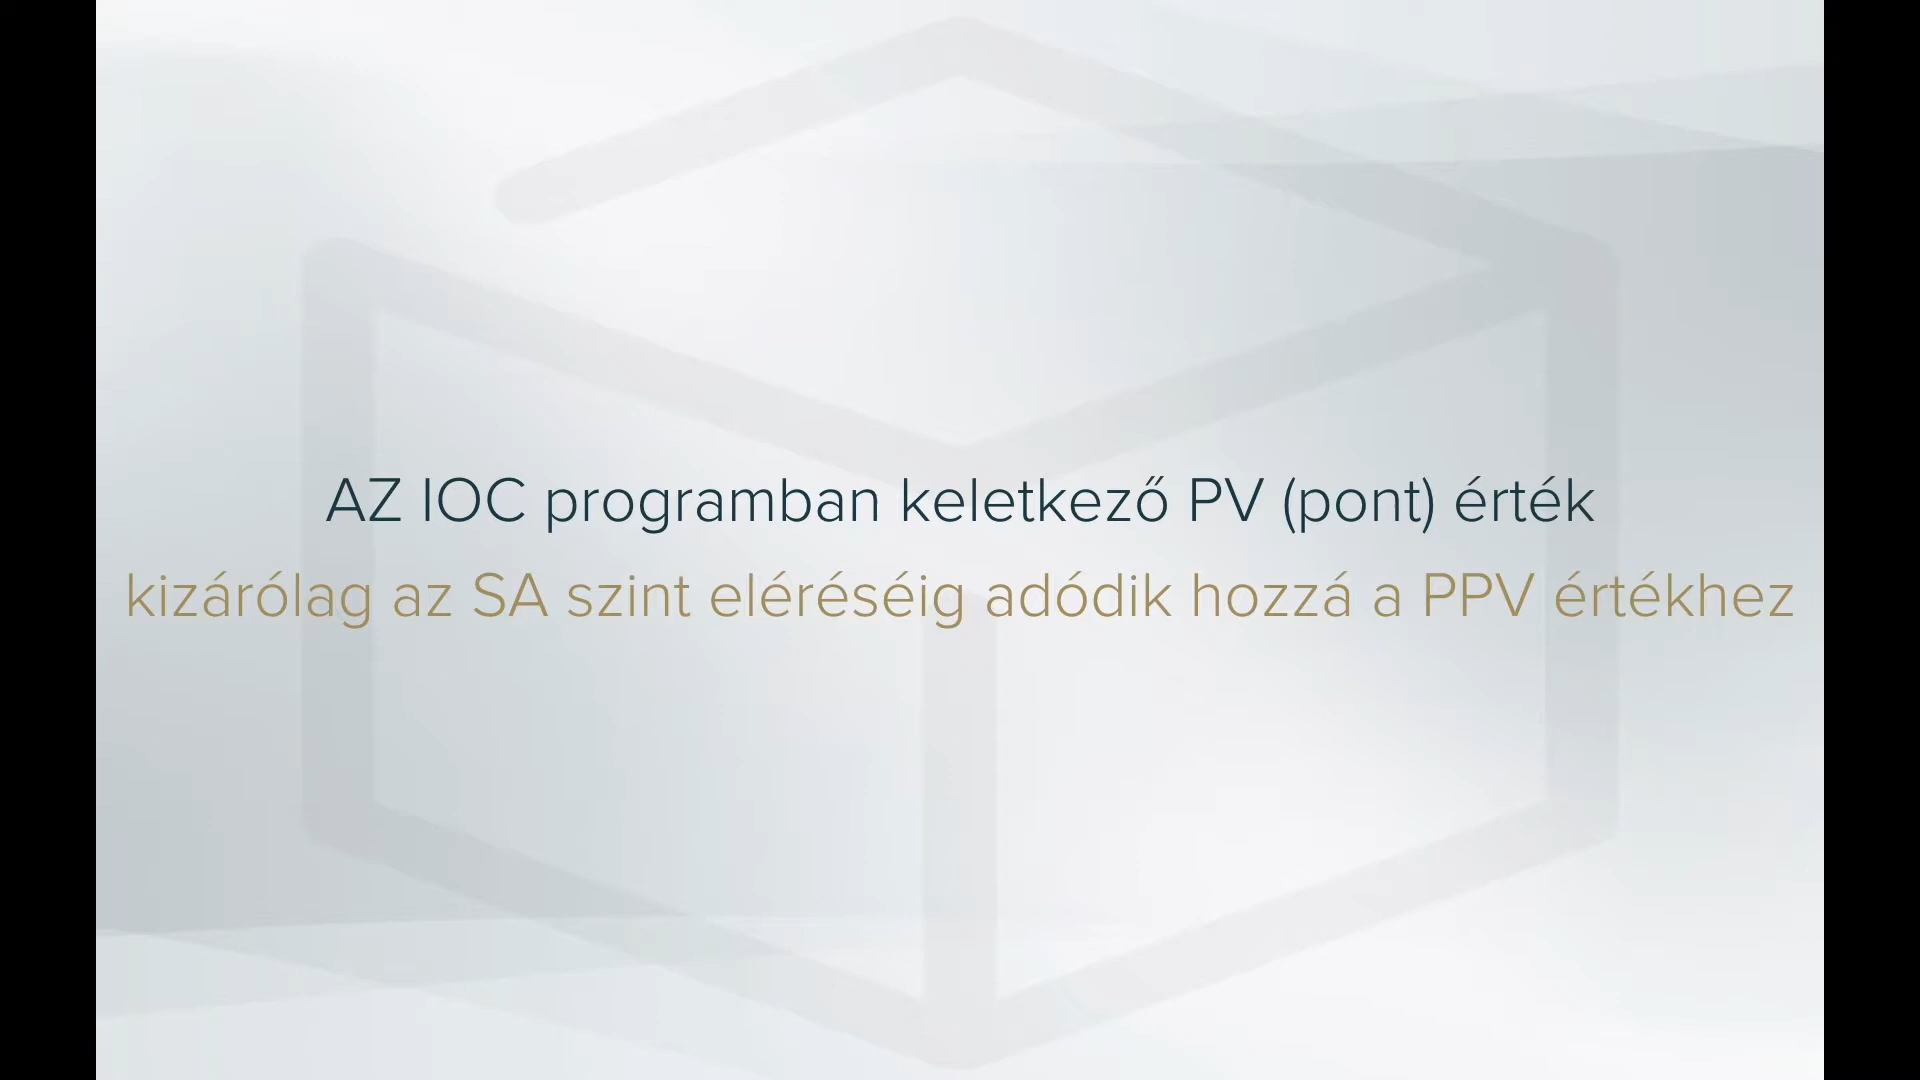 AZ IOC programban keletkező PV (pont) érték
kizárólag az SA szint eléréséig adódik hozzá a PPV értékhez